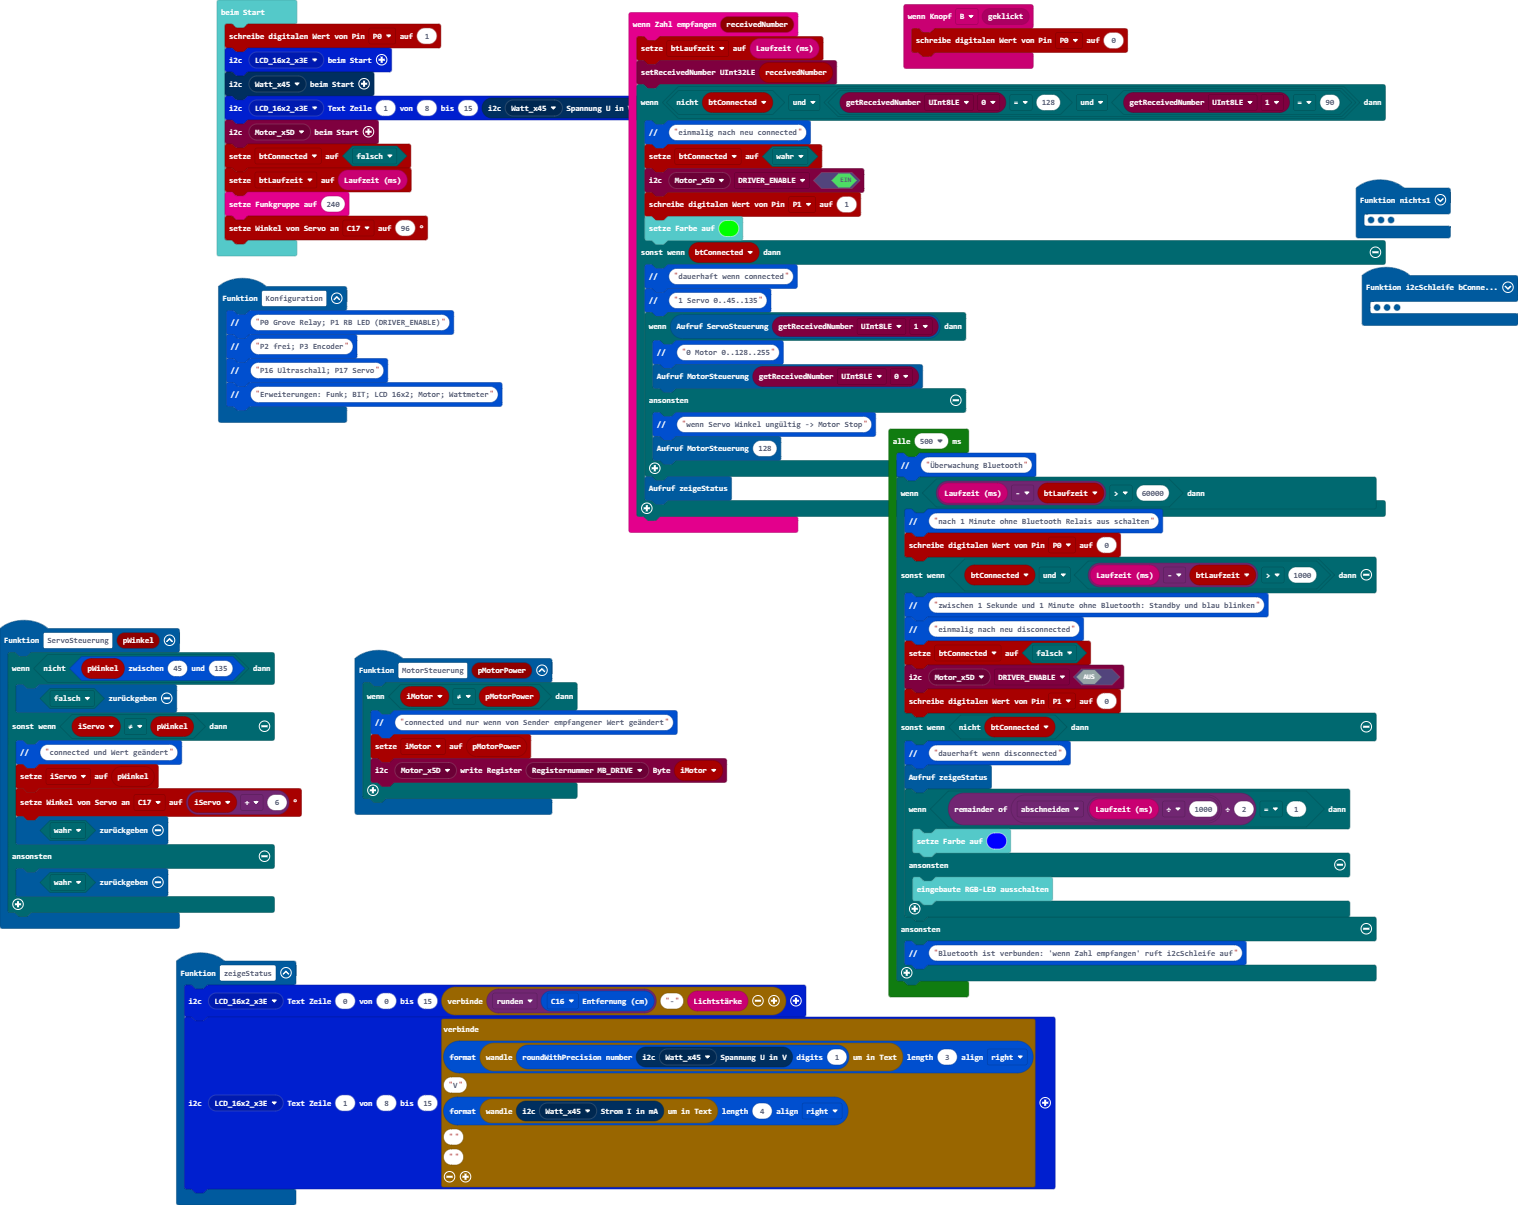 beim Start
schreibe digitalen Wert von Pin P0 auf 1
i2c LCD_16x2_x3E beim Start
i2c Watt_x45 beim Start
i2c LCD_16x2_x3E Text Zeile 1 von 8 bis 15 i2c Watt_x45 Spannung U in
i2c Motor_x5D beim Start
setze btConnected auf falsch
setze btLaufzeit auf Laufzeit (ms)
setze Funkgruppe auf 240
setze Winkel von Servo an C17 auf 96 °
Funktion Konfiguration
// "P0 Grove Relay; P1 RB LED (DRIVER_ENABLE)"
// "P2 frei; P3 Encoder"
// "P16 Ultraschall; P17 Servo"
// "Erweiterungen: Funk; BIT; LCD 16x2; Motor; Wattmeter"
wenn Zahl empfangen receivedNumber
setze btLaufzeit auf Laufzeit (ms)
setReceivedNumber UInt32LE receivedNumber
wenn nicht btConnected und getReceivedNumber UInt8LE 0 = 128 und getReceivedNumber UInt8LE 1 = 90 dann
// "einmalig nach neu connected"
setze btConnected auf wahr
i2c Motor_x5D DRIVER_ENABLE EIN
schreibe digitalen Wert von Pin P1 auf 1
setze Farbe auf
sonst wenn btConnected dann
// "dauerhaft wenn connected"
// "1 Servo 0..45..135"
wenn Aufruf ServoSteuerung getReceivedNumber UInt8LE 1 dann
// "0 Motor 0..128..255"
Aufruf MotorSteuerung getReceivedNumber UInt8LE 0
ansonsten
// "wenn Servo Winkel ungültig -> Motor Stop"
Aufruf MotorSteuerung 128
Aufruf zeigeStatus
wenn Knopf B geklickt
schreibe digitalen Wert von Pin P0 auf 0
Funktion nichts1
Funktion i2cSchleife bConne...
alle 500 ms
// "Überwachung Bluetooth"
wenn Laufzeit (ms) - btLaufzeit > 60000 dann
// "nach 1 Minute ohne Bluetooth Relais aus schalten"
schreibe digitalen Wert von Pin P0 auf 0
sonst wenn btConnected und Laufzeit (ms) - btLaufzeit > 1000 dann
// "zwischen 1 Sekunde und 1 Minute ohne Bluetooth: Standby und blau blinken"
// "einmalig nach neu disconnected"
setze btConnected auf falsch
i2c Motor_x5D DRIVER_ENABLE AUS
schreibe digitalen Wert von Pin P1 auf 0
sonst wenn nicht btConnected dann
// "dauerhaft wenn disconnected"
Aufruf zeigeStatus
wenn remainder of abschneiden Laufzeit (ms) ÷ 1000 ÷ 2 = 1 dann
setze Farbe auf
ansonsten
eingebaute RGB-LED ausschalten
ansonsten
// "Bluetooth ist verbunden: 'wenn Zahl empfangen' ruft i2cSchleife auf"
Funktion ServoSteuerung pWinkel
wenn nicht pWinkel zwischen 45 und 135 dann
falsch zurückgeben
sonst wenn iServo ≠ pWinkel dann
// "connected und Wert geändert"
setze iServo auf pWinkel
setze Winkel von Servo an C17 auf iServo + 6 °
wahr zurückgeben
ansonsten
wahr zurückgeben
Funktion MotorSteuerung pMotorPower
wenn iMotor ≠ pMotorPower dann
// "connected und nur wenn von Sender empfangener Wert geändert"
setze iMotor auf pMotorPower
i2c Motor_x5D write Register Registernummer MB_DRIVE Byte iMotor
Funktion zeigeStatus
i2c LCD_16x2_x3E Text Zeile 0 von 0 bis 15 verbinde runden C16 Entfernung (cm) "-" Lichtstärke
i2c LCD_16x2_x3E Text Zeile 1 von 8 bis 15 verbinde
format wandle roundWithPrecision number i2c Watt_x45 Spannung U in V digits 1 um in Text length 3 align right
"V"
format wandle i2c Watt_x45 Strom I in mA um in Text length 4 align right
""
""